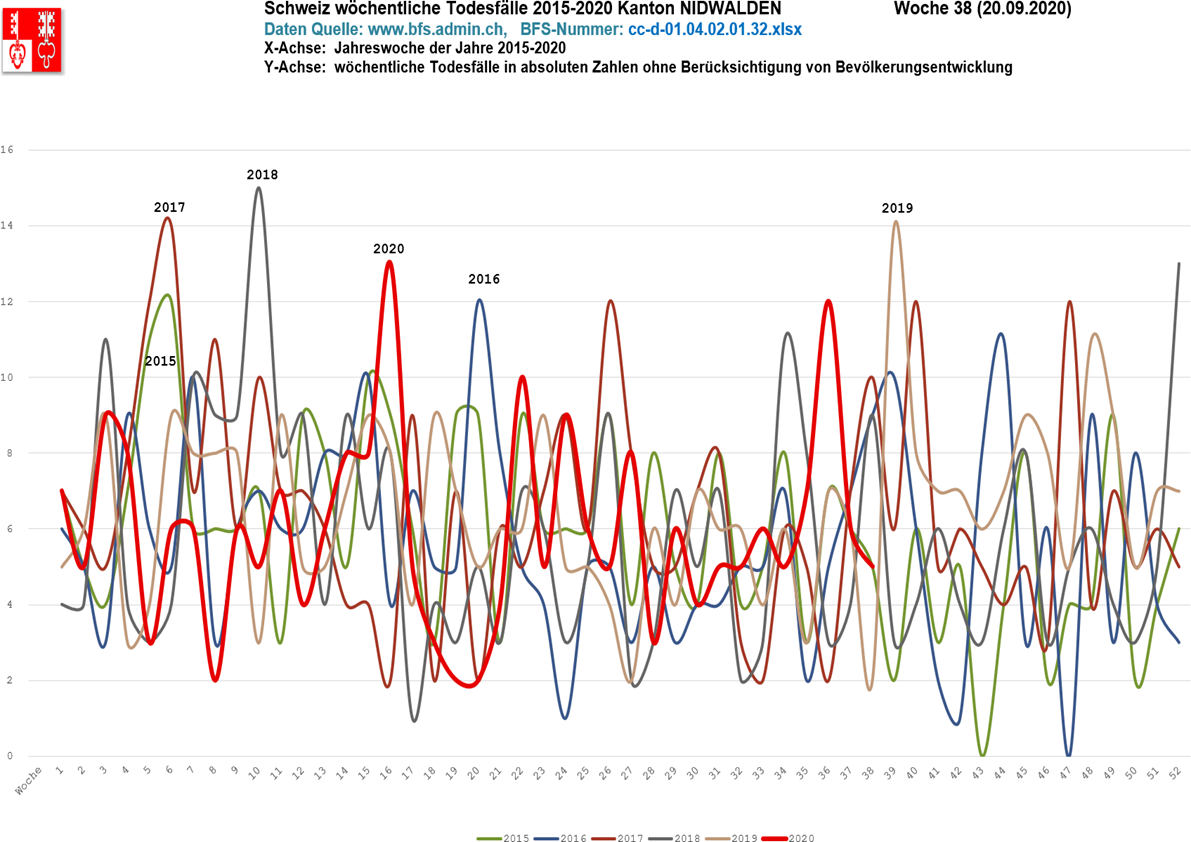 Schweiz wöchentliche Todesfälle 2015-2020 Kanton NIDWALDEN Woche 38 (20.09.2020)
Daten Quelle: www.bfs.admin.ch, BFS-Nummer: cc-d-01.04.02.01.32.xlsx
X-Achse: Jahreswoche der Jahre 2015-2020
Y-Achse: wöchentliche Todesfälle in absoluten Zahlen ohne Berücksichtigung von Bevölkerungsentwicklung
16
2018
2017
2019
14
2020
2016
12
2015
10
8
6
4
2
0
Woche 1 2 3 4 5 6 7 8 9 10 11 12 13 14 15 16 17 18 19 20 21 22 23 24 25 26 27 28 29 30 31 32 33 34 35 36 37 38 39 40 41 42 43 44 45 46 47 48 49 50 51 52
2015 2016 2017 2018 2019 2020